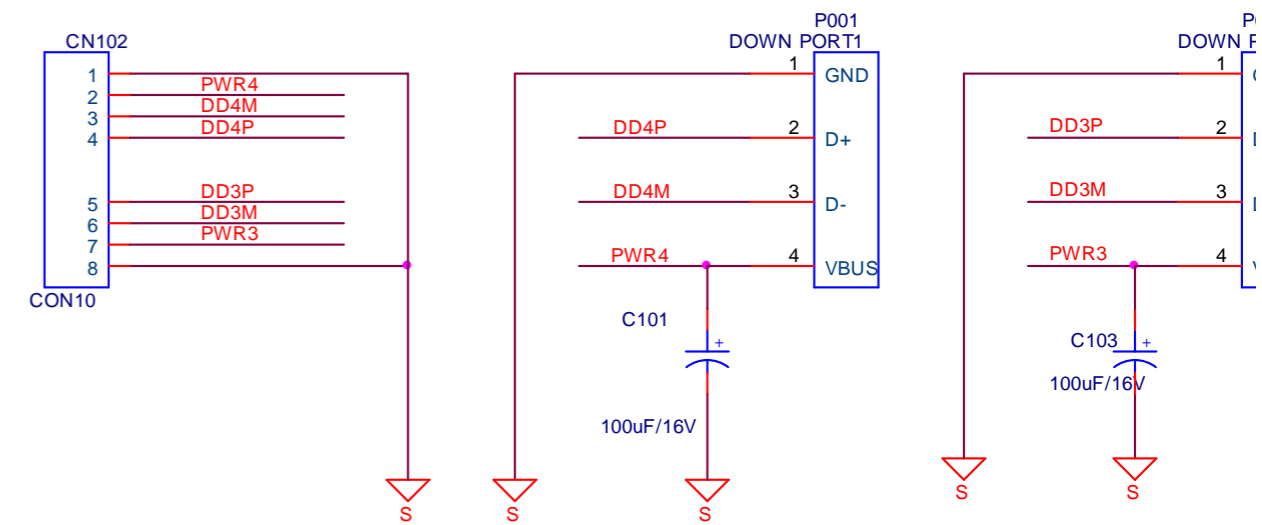 CN102
1
2
3
4
5
6
7
8
PWR4
DD4M
DD4P
DD3P
DD3M
PWR3
CON10
P001
DOWN PORT1
1
GND
DD4P
2
D+
DD4M
3
D-
PWR4
4
VBUS
C101
+
100uF/16V
S
S
S
DOWN
1
DD3P
2
DD3M
3
PWR3
4
C103
+
100uF/16V
S
S